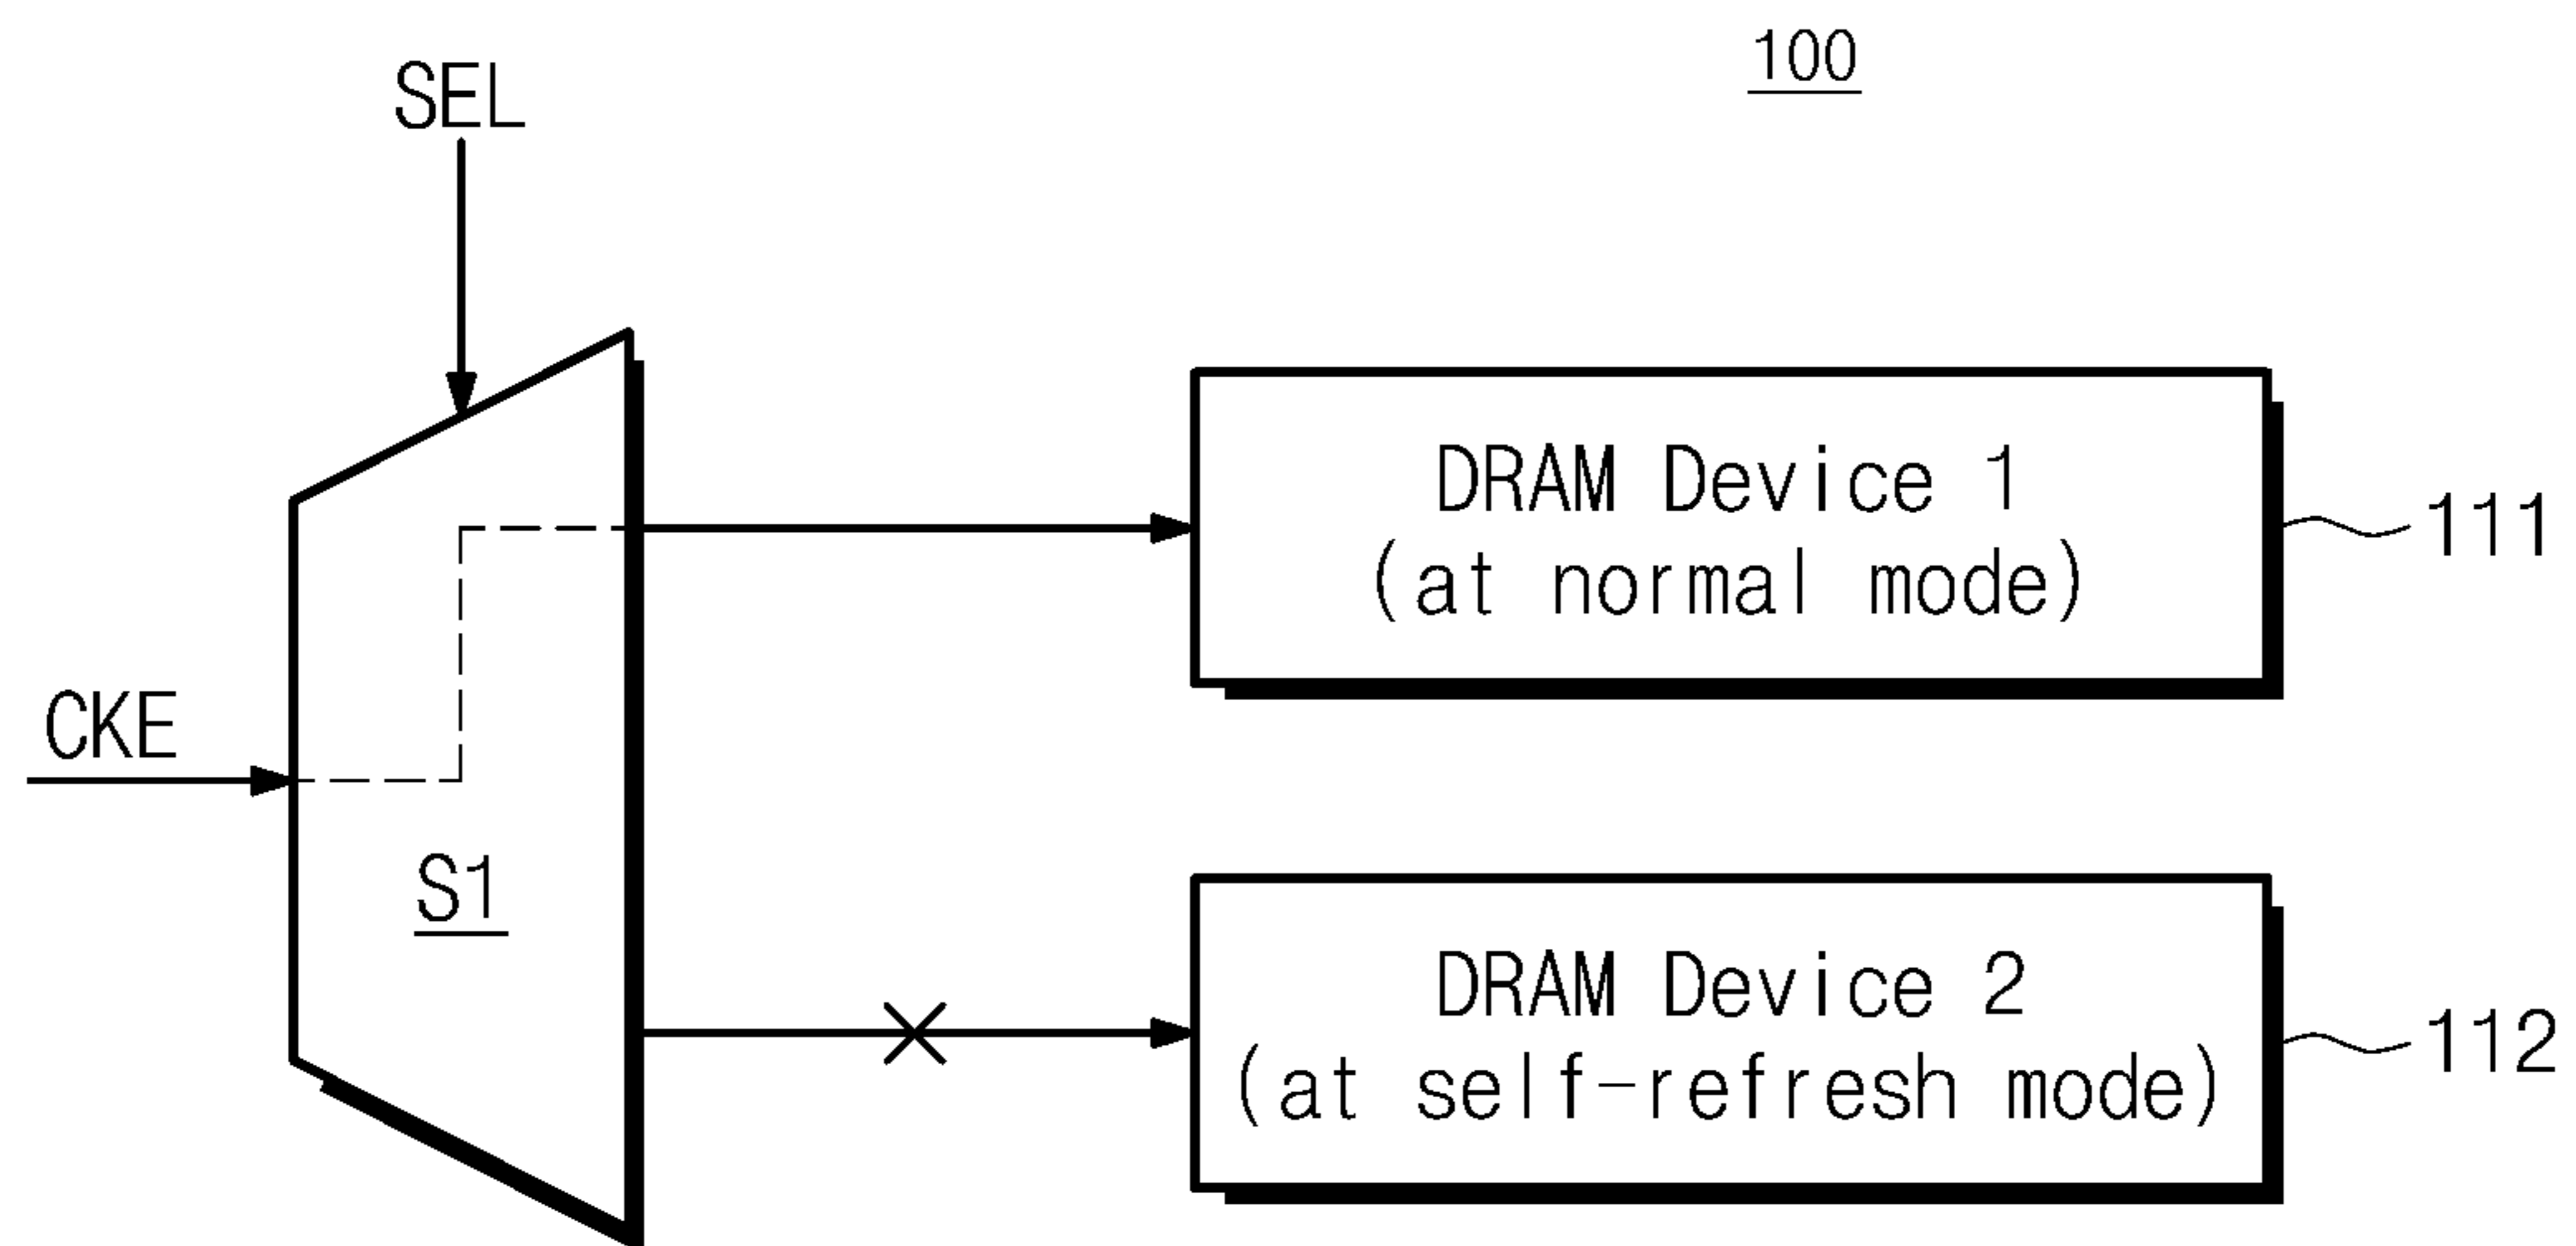 100
SEL
DRAM Device 1
(at normal mode)
111
CKE
S1
DRAM Device 2
(at self-refresh mode)
112